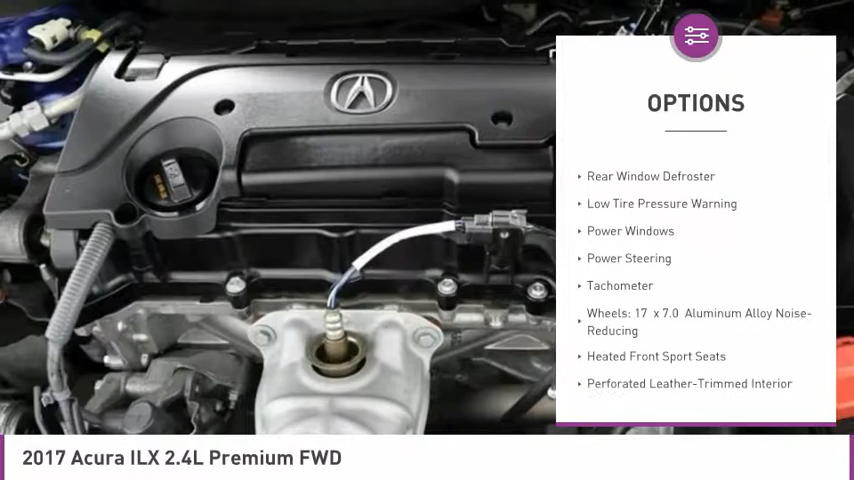 OPTIONS
Rear Window Defroster
Low Tire Pressure Warning
Power Windows
Power Steering
Tachometer
Wheels: 17 x 7.0 Aluminum Alloy Noise-
Reducing
Heated Front Sport Seats
Perforated Leather-Trimmed Interior
2017 Acura ILX 2.4L Premium FWD